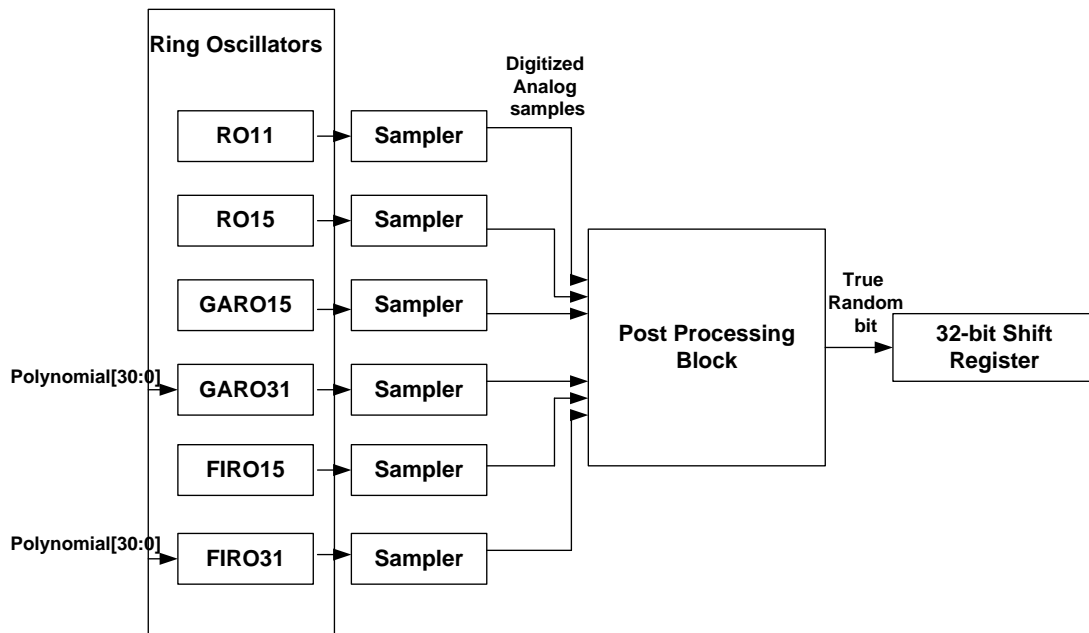 Ring Oscillators
Digitized
Analog
samples
RO11
Sampler
RO15
Sampler
GARO15
Sampler
True
Random
bit
Post Processing
Block
32-bit Shift
Register
Polynomial[30:0]
GARO31
Sampler
FIRO15
Sampler
Polynomial[30:0]
FIRO31
Sampler